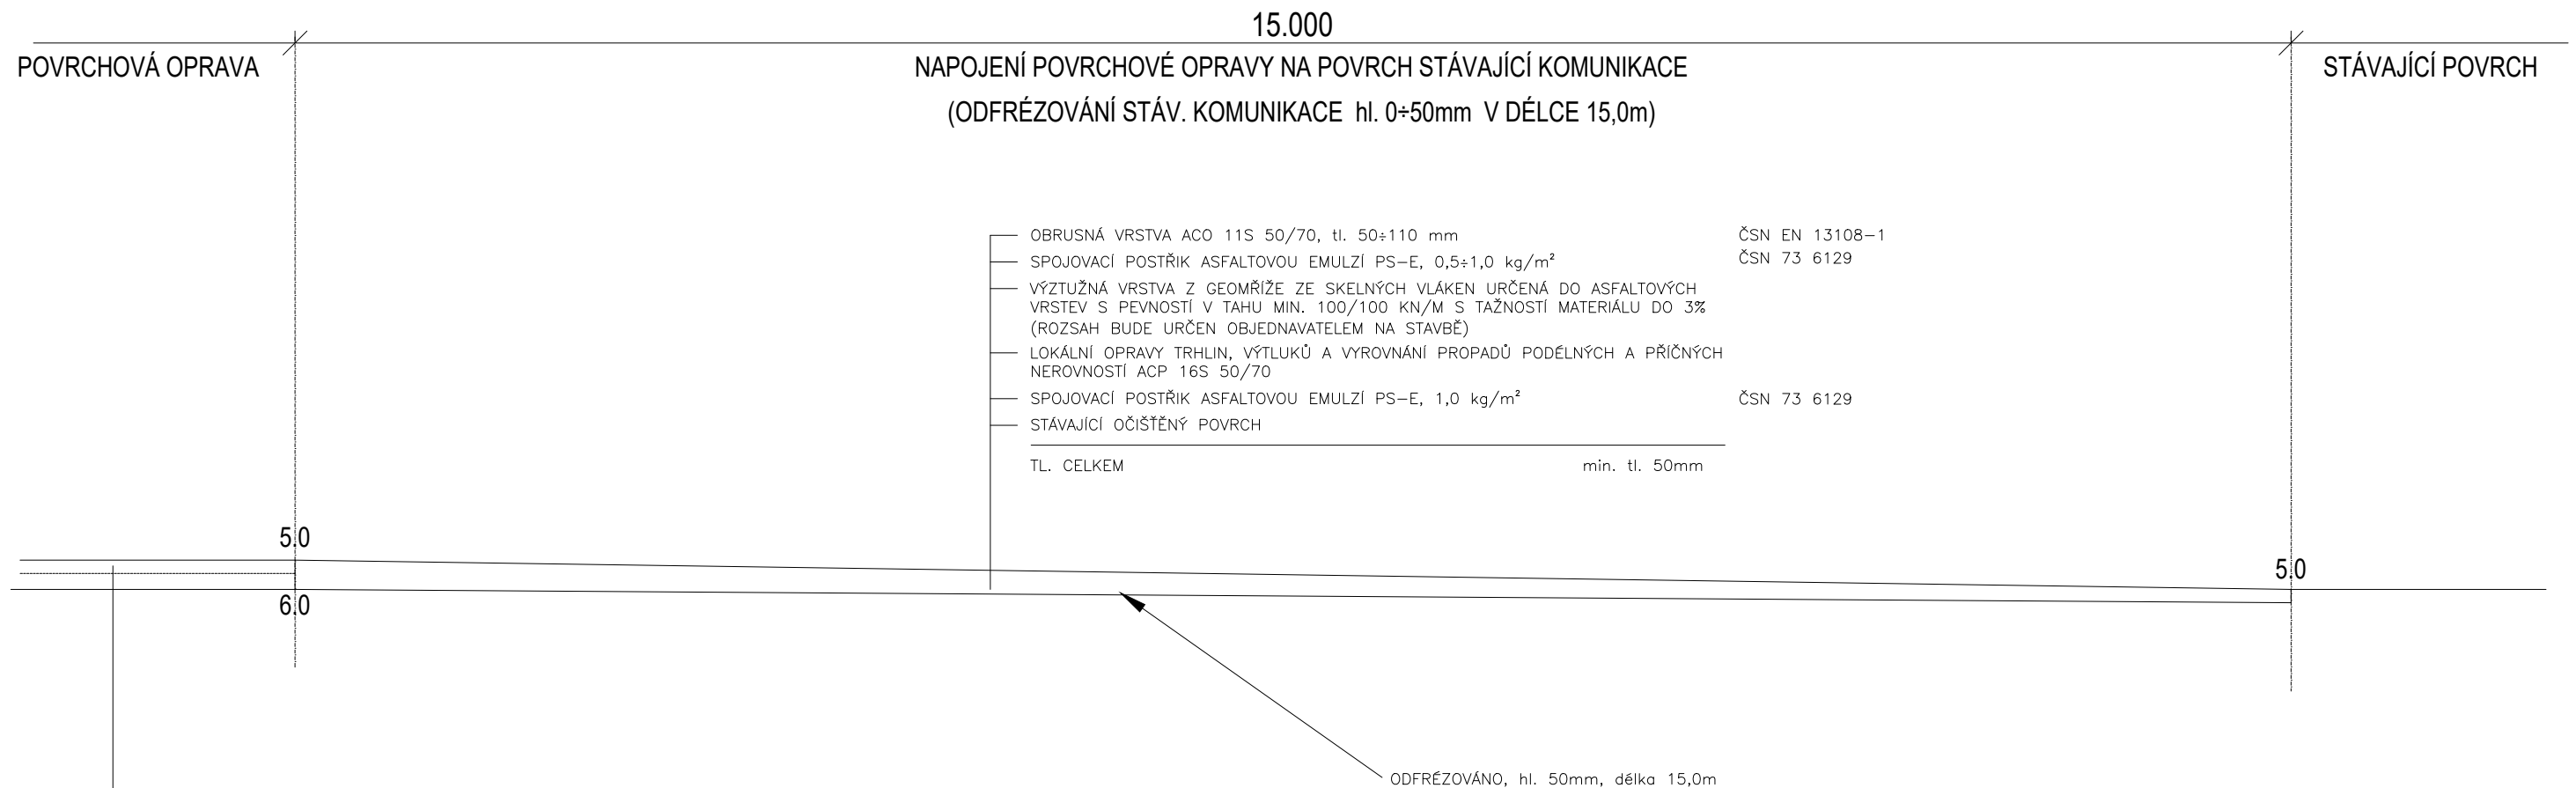 15.000
POVRCHOVÁ OPRAVA
NAPOJENÍ POVRCHOVÉ OPRAVY NA POVRCH STÁVAJÍCÍ KOMUNIKACE
STÁVAJÍCÍ POVRCH
(ODFRÉZOVÁNÍ STÁV. KOMUNIKACE hl. 0÷50mm V DÉLCE 15,0m)
OBRUSNÁ VRSTVA ACO 11S 50/70, tl. 50÷110 mm ČSN EN 13108-1
SPOJOVACÍ POSTŘIK ASFALTOVOU EMULZÍ PS-E, 0,5÷1,0 kg/m² ČSN 73 6129
VÝZTUŽNÁ VRSTVA Z GEOMŘÍŽE ZE SKELNÝCH VLÁKEN URČENÁ DO ASFALTOVÝCH
VRSTEV S PEVNOSTÍ V TAHU MIN. 100/100 KN/M S TAŽNOSTÍ MATERIÁLU DO 3%
(ROZSAH BUDE URČEN OBJEDNAVATELEM NA STAVBĚ)
LOKÁLNÍ OPRAVY TRHLIN, VÝTLUKŮ A VYROVNÁNÍ PROPADŮ PODÉLNÝCH A PŘÍČNÝCH
NEROVNOSTÍ ACP 16S 50/70
SPOJOVACÍ POSTŘIK ASFALTOVOU EMULZÍ PS-E, 1,0 kg/m² ČSN 73 6129
STÁVAJÍCÍ OČIŠTĚNÝ POVRCH
TL. CELKEM min. tl. 50mm
5.0
5.0
6.0
ODFRÉZOVÁNO, hl. 50mm, délka 15,0m